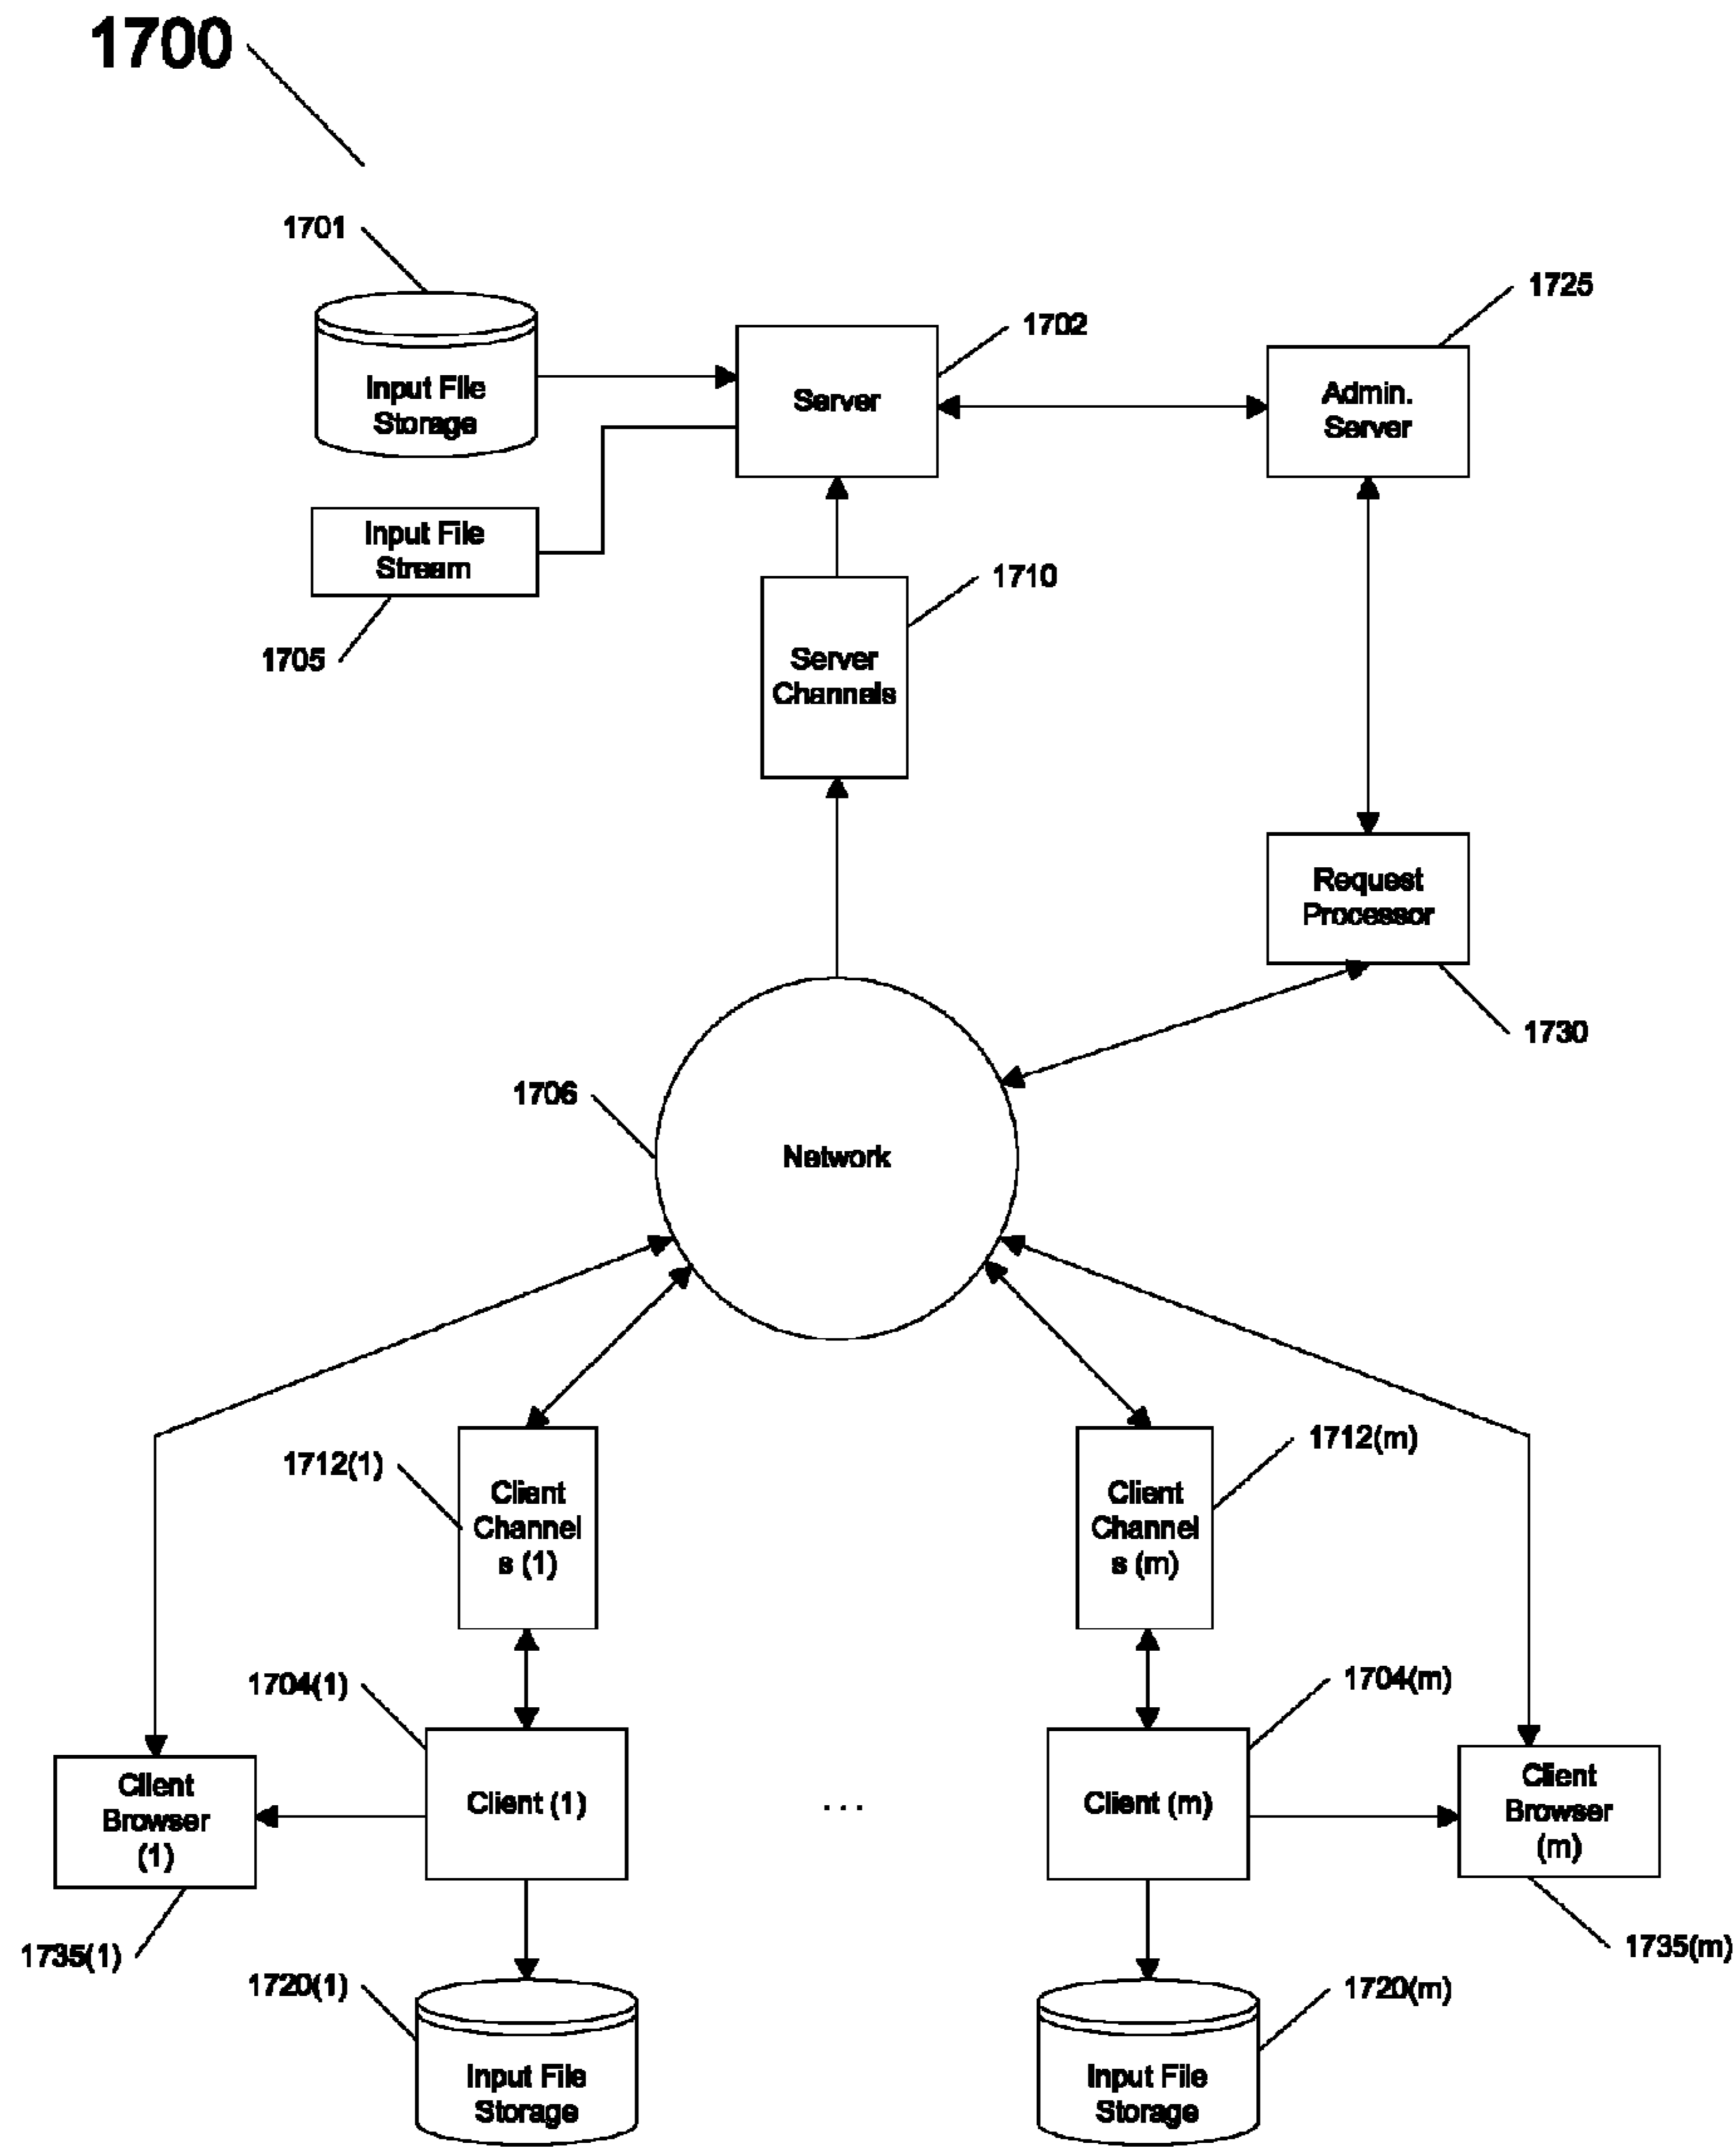 1700
1701
1725
1702
Input File
Storage
Server
Admin.
Server
Input File
Stream
1710
1705
Server
Channels
Request
Processor
1730
1706
Network
1712(1)
1712(m)
Client
Channel
s (1)
Client
Channel
s (m)
1704(1)
1704(m)
Client
Browser
(1)
Client (1)
...
Client (m)
Client
Browser
(m)
1735(1)
1735(m)
1720(1)
1720(m)
Input File
Storage
Input File
Storage